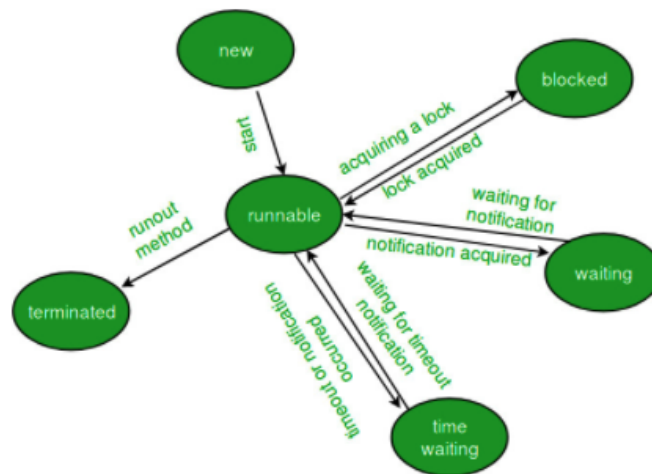 new
blocked
start
acquiring a lock
lock acquired
waiting for
notification
runnable
runout
method
notification acquired
waiting
terminated
waiting for timeout
notification
timeout or notification
occurred
time
waiting